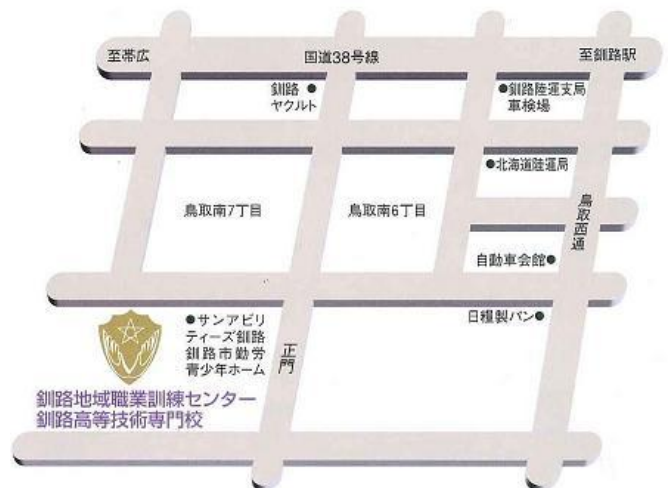 至帯広
国道38号線
至釧路駅
釧路
ヤクルト
釧路陸運支局
車検場
北海道陸運局
鳥取南7丁目
鳥取南6丁目
鳥取西通
自動車会館
日糧製パン
サンアビリ
ティーズ釧路
釧路市勤労
青少年ホーム
正門
釧路地域職業訓練センター
釧路高等技術専門校